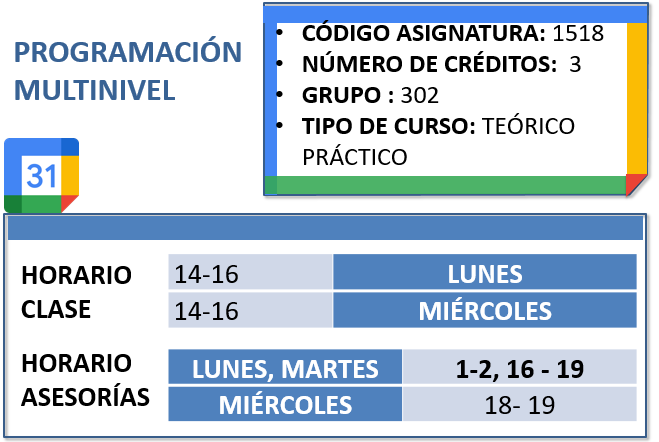 PROGRAMACIÓN
MULTINIVEL
• CÓDIGO ASIGNATURA: 1518
• NÚMERO DE CRÉDITOS: 3
• GRUPO : 302
• TIPO DE CURSO: TEÓRICO
PRÁCTICO
31
HORARIO
CLASE
14-16 LUNES
14-16 MIÉRCOLES
HORARIO
ASESORÍAS
LUNES, MARTES 1-2, 16 - 19
MIÉRCOLES 18- 19